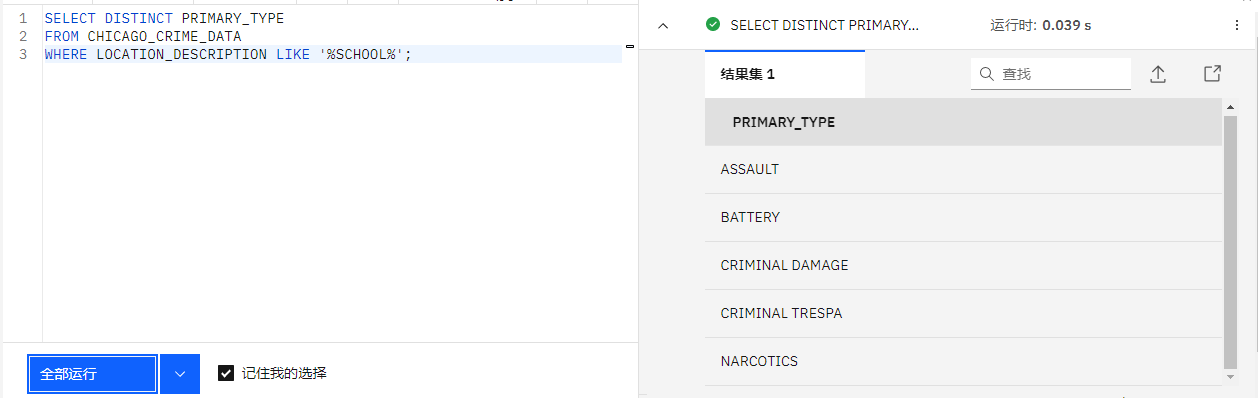 1 SELECT DISTINCT PRIMARY_TYPE
2 FROM CHICAGO_CRIME_DATA
3 WHERE LOCATION_DESCRIPTION LIKE '%SCHOOL%';
全部运行
记住我的选择
SELECT DISTINCT PRIMARY... 运行时: 0.039 s
结果集 1
查找
PRIMARY_TYPE
ASSAULT
BATTERY
CRIMINAL DAMAGE
CRIMINAL TRESPA
NARCOTICS